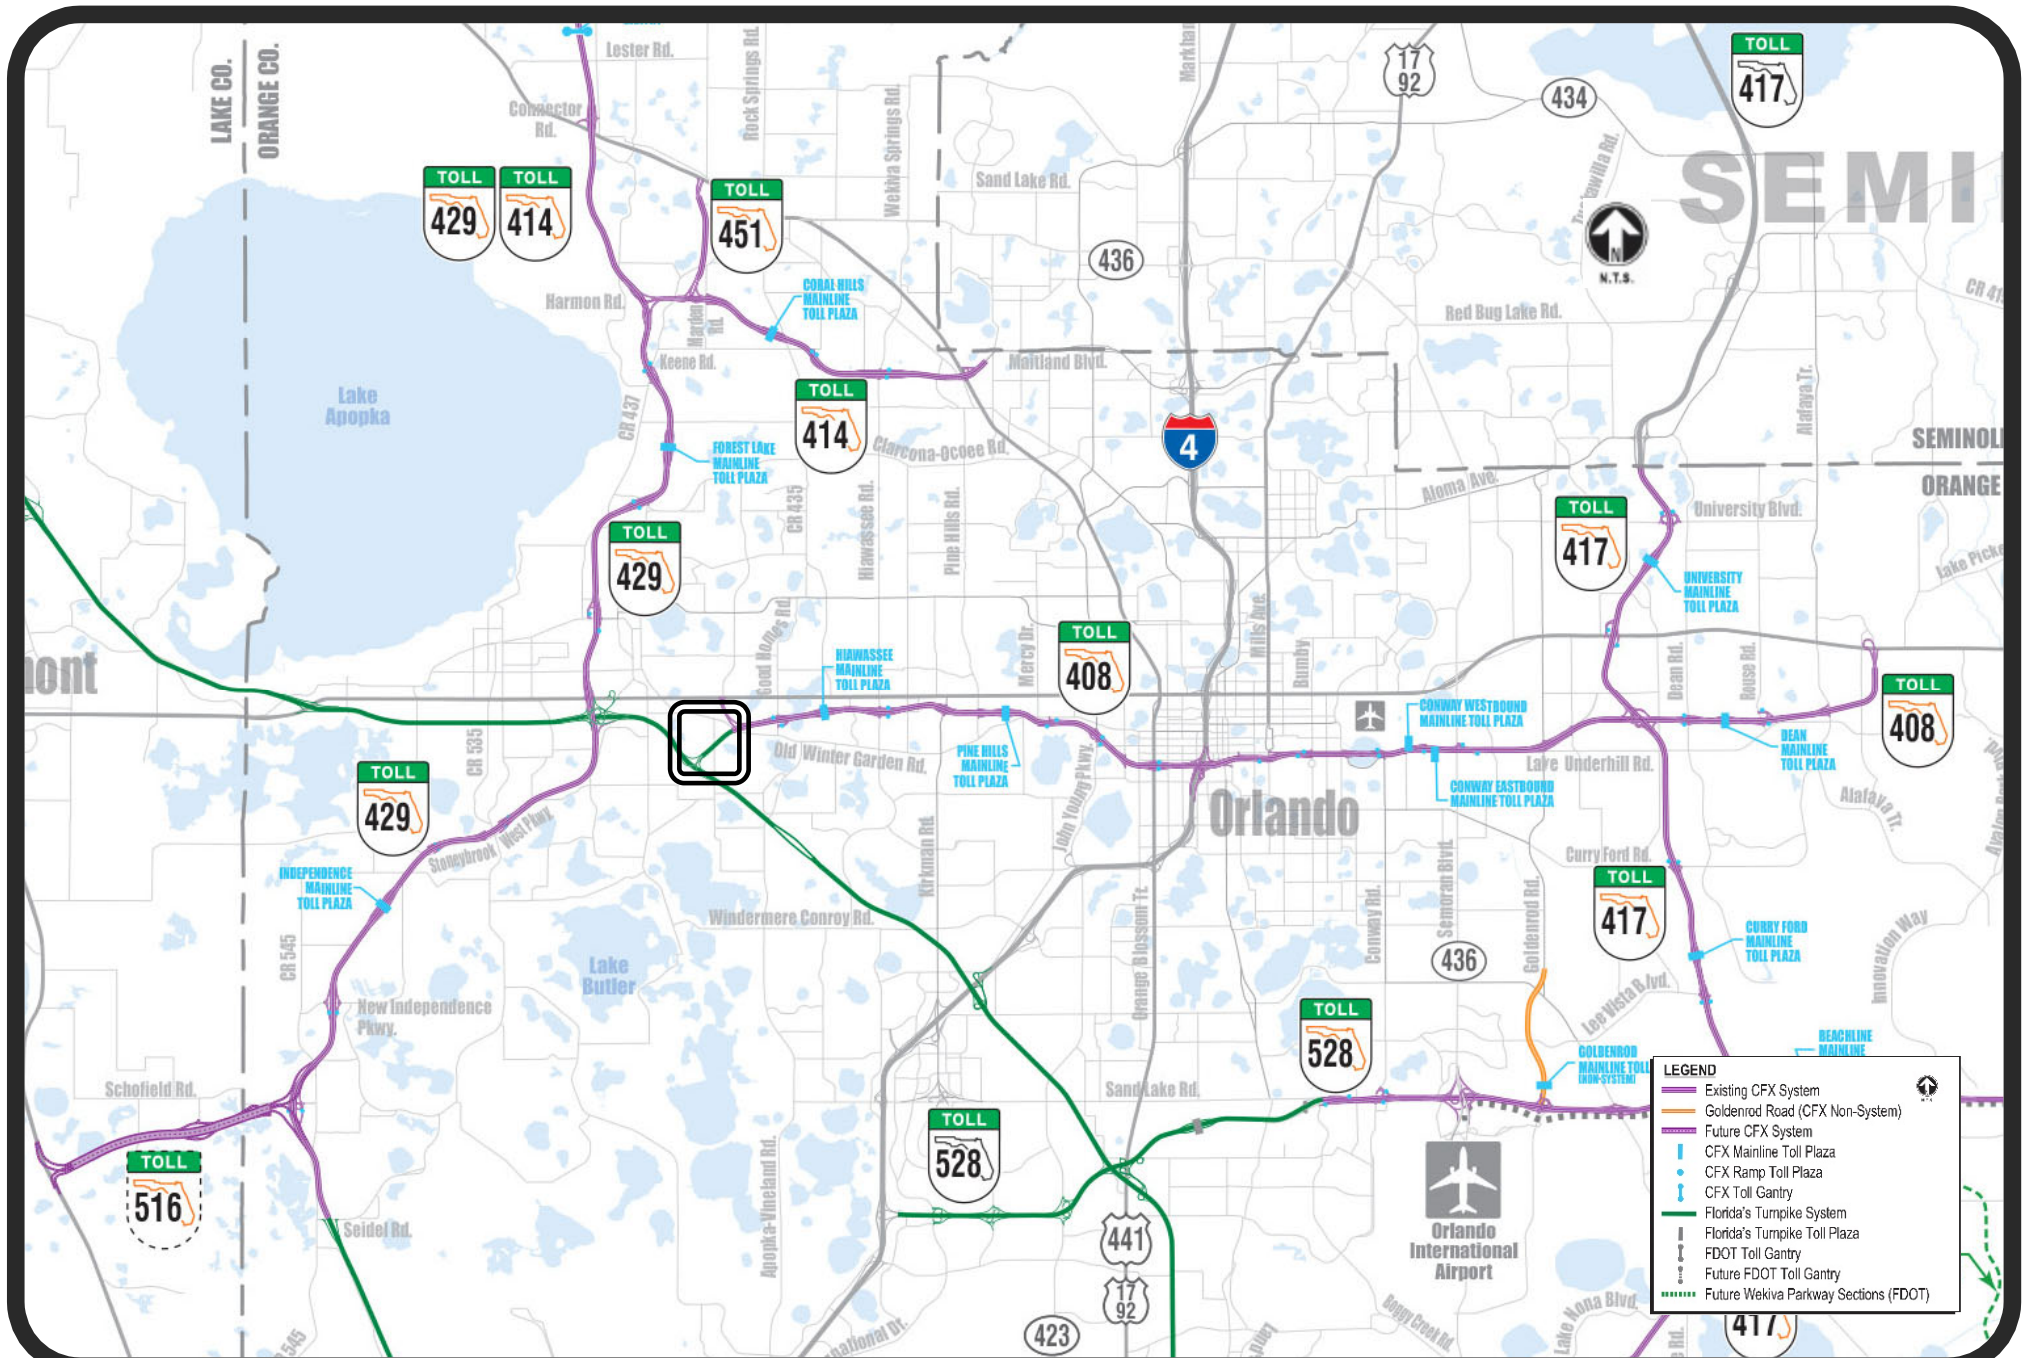 LAKE CO.
ORANGE CO.
Lester Rd.
Connector
Rd.
Rock Springs Rd.
Wekiva Springs Rd.
17
92
434
TOLL
417
SEMI
TOLL
429
TOLL
414
TOLL
451
Sand Lake Rd.
436
N
N.T.S.
Harmon Rd.
Marden
Rd.
CORAL HILLS
MAINLINE
TOLL PLAZA
Red Bug Lake Rd.
Keene Rd.
Maitland Blvd.
Lake
Apopka
CR 437
TOLL
414
Clarcona-Ocoee Rd.
4
Alafaya Tr.
FOREST LAKE
MAINLINE
TOLL PLAZA
SEMINOL
ORANGE
Aloma Ave.
University Blvd.
CR 435
Hiawassee Rd.
Pine Hills Rd.
TOLL
429
TOLL
417
UNIVERSITY
MAINLINE
TOLL PLAZA
Lake Picke
Good Homes Rd.
Mercy Dr.
TOLL
408
Mills Ave.
Bumby
Dean Rd.
Rouse Rd.
mont
HIAWASSEE
MAINLINE
TOLL PLAZA
TOLL
408
CONWAY WESTBOUND
MAINLINE TOLL PLAZA
CR 535
Old Winter Garden Rd.
PINE HILLS
MAINLINE
TOLL PLAZA
John Young Pkwy.
DEAN
MAINLINE
TOLL PLAZA
Lake Underhill Rd.
CONWAY EASTBOUND
MAINLINE TOLL PLAZA
TOLL
429
Orlando
Alafaya Tr.
Stoneybrook West Pkwy.
Kirkman Rd.
Curry Ford Rd.
INDEPENDENCE
MAINLINE
TOLL PLAZA
TOLL
417
Windermere Conroy Rd.
Orange Blossom Tr.
Conway Rd.
Semoran Blvd.
Goldenrod Rd.
CURRY FORD
MAINLINE
TOLL PLAZA
Innovation Way
CR 545
Lake
Butler
436
New Independence
Pkwy.
Lee Vista Blvd.
TOLL
528
GOLDENROD
MAINLINE TOLL
(NON-SYSTEM)
BEACHLINE
MAINLINE
Schofield Rd.
Sand Lake Rd.
TOLL
528
TOLL
516
Seidel Rd.
Apopka-Vineland Rd.
441
17
92
Orlando
International
Airport
423
national Dr.
Boggy Creek Rd.
Lake Nona Blvd.
417
LEGEND
Existing CFX System
Goldenrod Road (CFX Non-System)
Future CFX System
CFX Mainline Toll Plaza
CFX Ramp Toll Plaza
CFX Toll Gantry
Florida's Turnpike System
Florida's Turnpike Toll Plaza
FDOT Toll Gantry
Future FDOT Toll Gantry
Future Wekiva Parkway Sections (FDOT)